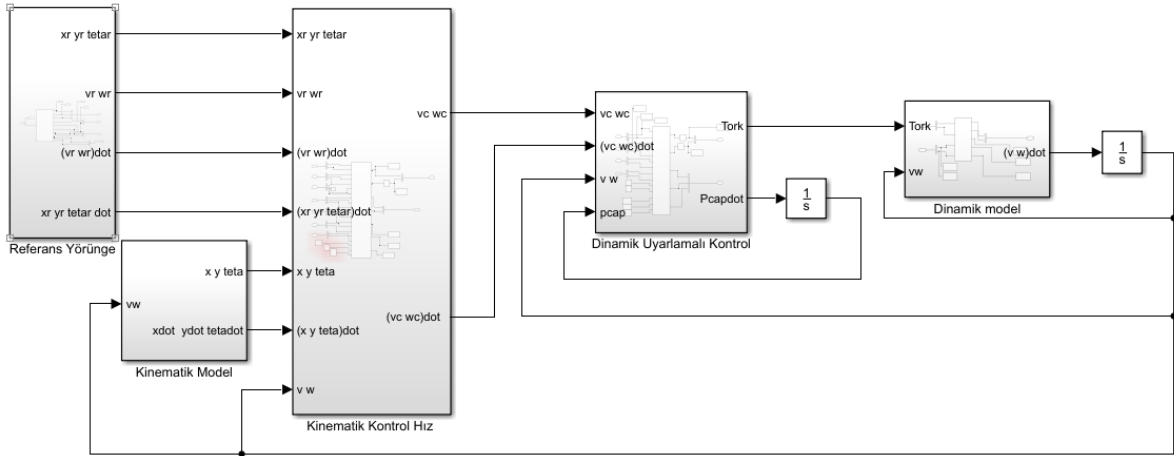 xr yr tetar
vr wr
(vr wr)dot
xr yr tetar dot
Referans Yörünge
vw
x y teta
xdot ydot tetadot
Kinematik Model
xr yr tetar
vr wr
(vr wr)dot
(xr yr tetar)dot
x y teta
(x y teta)dot
v w
vc wc
(vc wc)dot
Kinematik Kontrol Hız
vc wc
(vc wc)dot
v w
pcap
Tork
Pcapdot
Dinamik Uyarlamalı Kontrol
1
s
Tork
vw
(v w)dot
Dinamik model
1
s